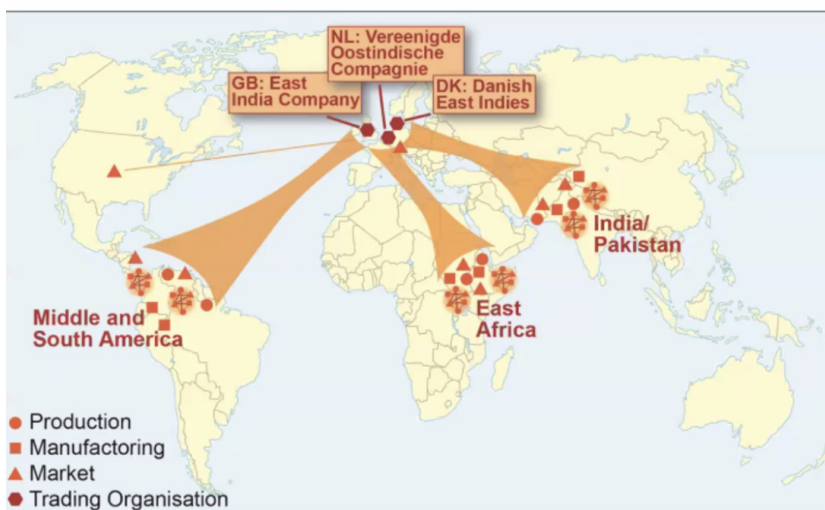 NL: Vereenigde
Oostindische
Compagnie
GB: East
India Company
DK: Danish
East Indies
India/
Pakistan
East
Africa
Middle and
South America
Production
Manufactoring
Market
Trading Organisation